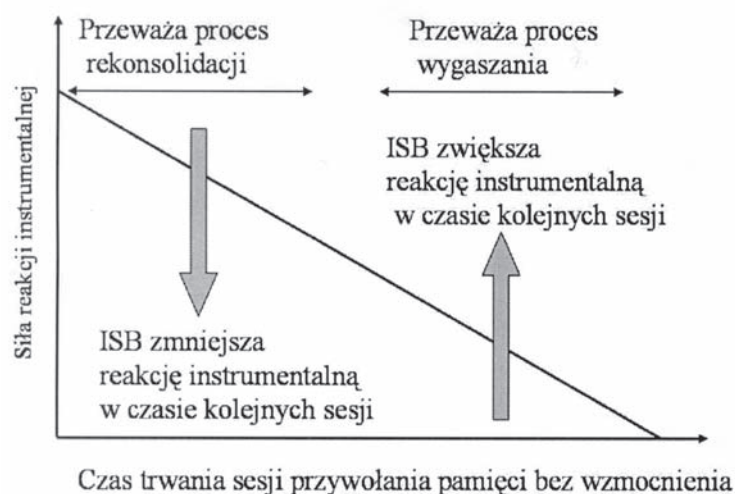 Przeważa proces
rekonsolidacji
Przeważa proces
wygaszania
ISB zwiększa
reakcję instrumentalną
w czasie kolejnych sesji
Siła reakcji instrumentalnej
ISB zmniejsza
reakcję instrumentalną
w czasie kolejnych sesji
Czas trwania sesji przywołania pamięci bez wzmocnienia